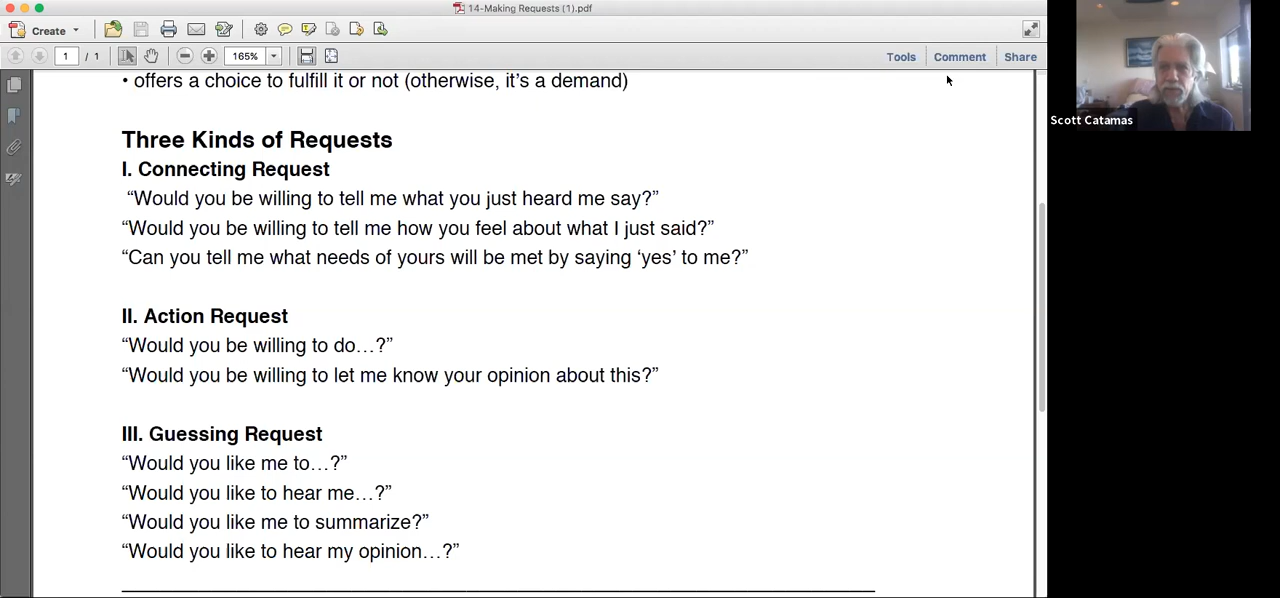 14-Making Requests (1).pdf
Create
1 / 1
165%
Tools
Comment
Share
• offers a choice to fulfill it or not (otherwise, it’s a demand)
Three Kinds of Requests
I. Connecting Request
“Would you be willing to tell me what you just heard me say?”
“Would you be willing to tell me how you feel about what I just said?”
“Can you tell me what needs of yours will be met by saying ‘yes’ to me?”
II. Action Request
“Would you be willing to do…?”
“Would you be willing to let me know your opinion about this?”
III. Guessing Request
“Would you like me to…?”
“Would you like to hear me…?”
“Would you like me to summarize?”
“Would you like to hear my opinion…?”
Scott Catamas